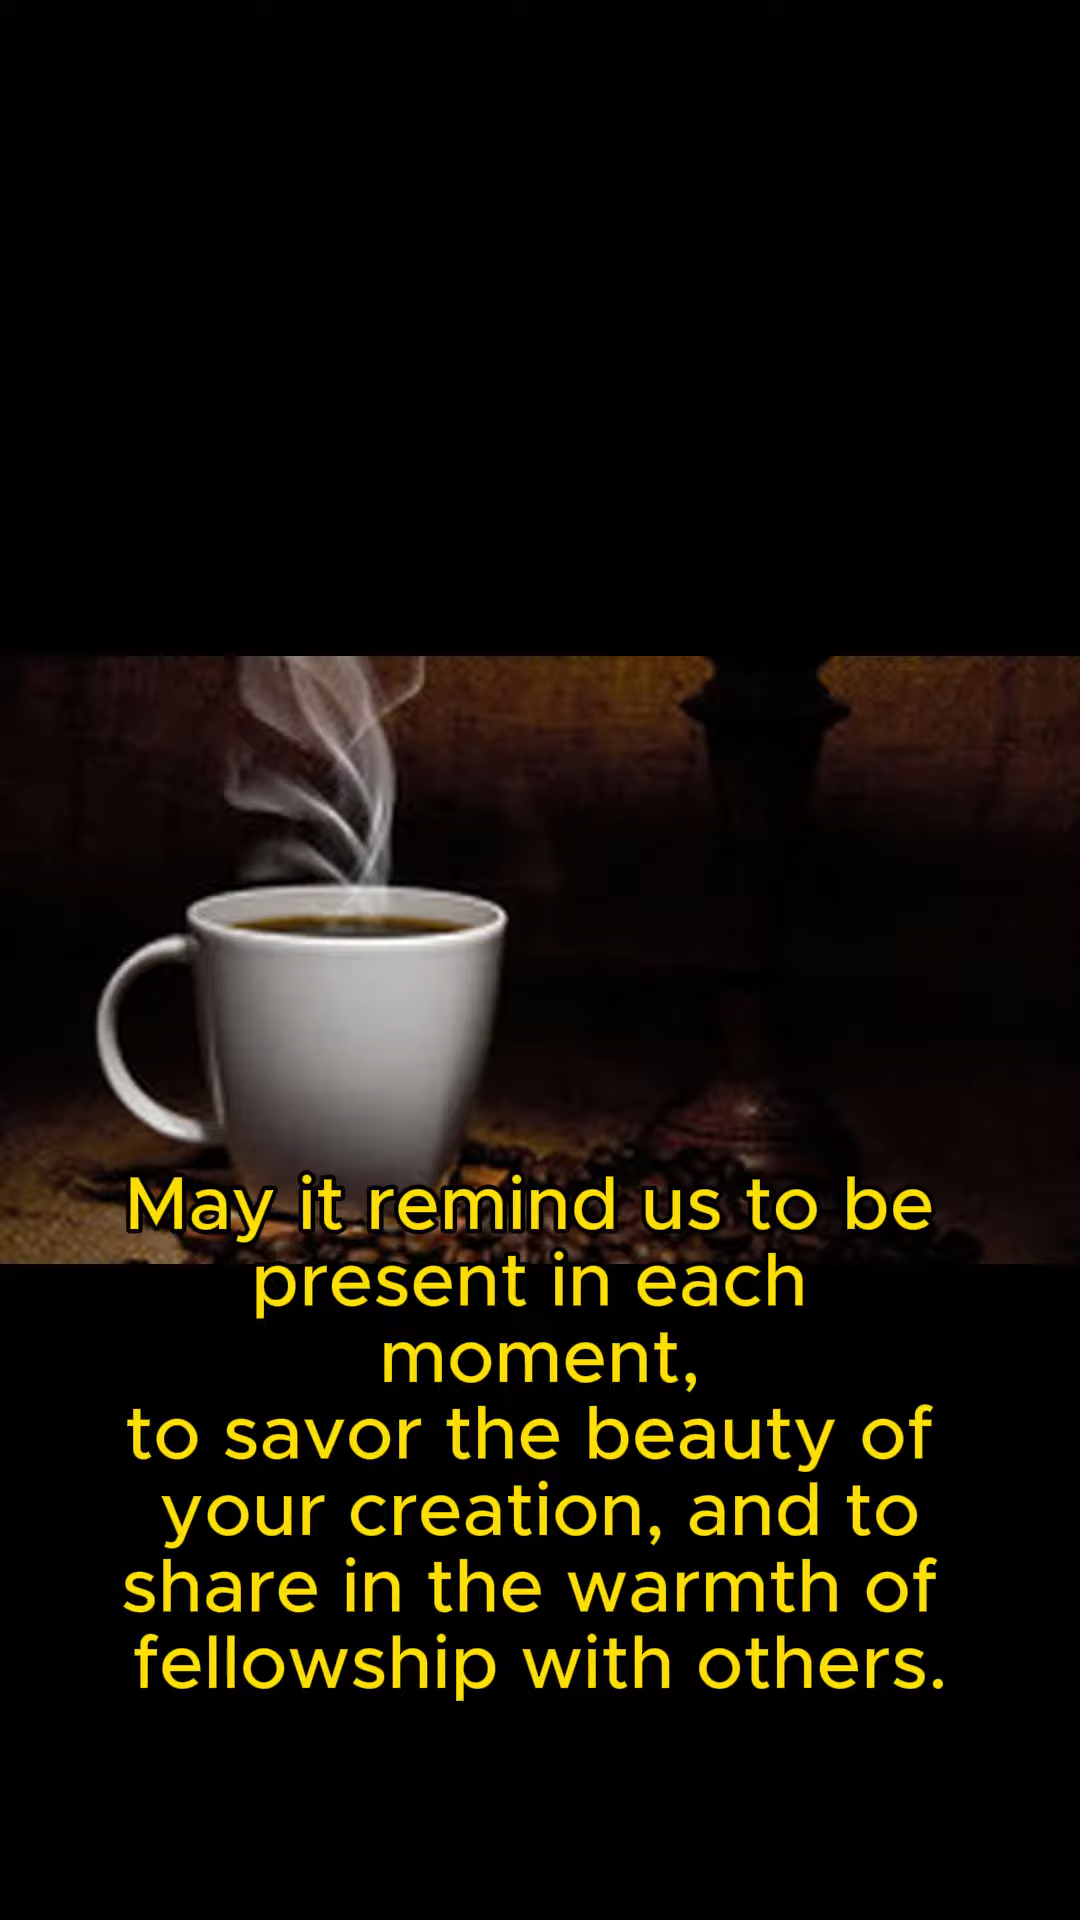 May it remind us to be
present in each
moment,
to savor the beauty of
your creation, and to
share in the warmth of
fellowship with others.